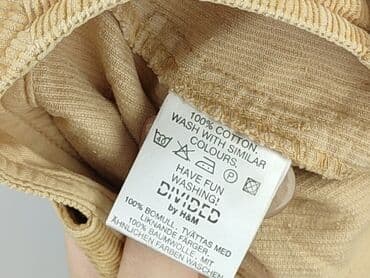 100% COTTON.
WASH WITH SIMILAR
COLOURS.
40
HAVE FUN
WASHING!
DIVIDED
by H&M
100% BOMULL. TVÄTTAS MED
LIKNANDE FÄRGER.
100% BAUMWOLLE. MIT
ÄHNLICHEN FARBEN WASCHEN